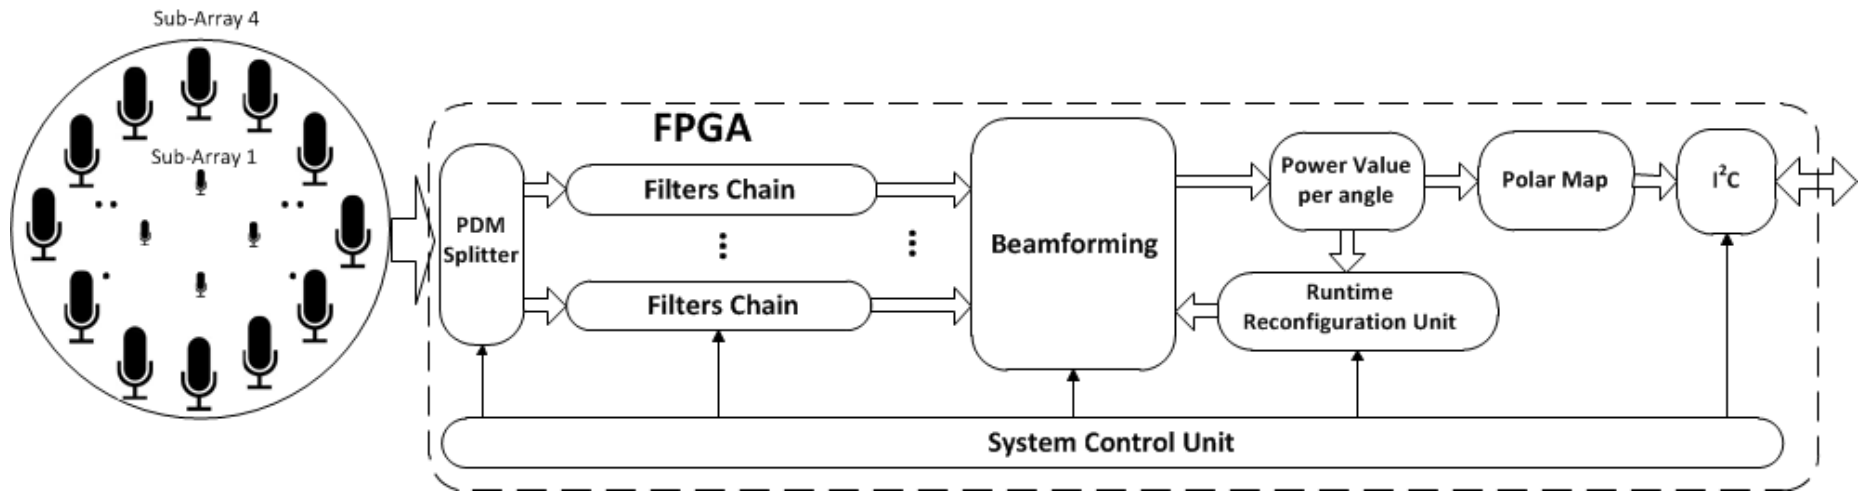 Sub-Array 4
Sub-Array 1
FPGA
PDM
Splitter
Filters Chain
Filters Chain
Beamforming
Power Value
per angle
Polar Map
I²C
Runtime
Reconfiguration Unit
System Control Unit